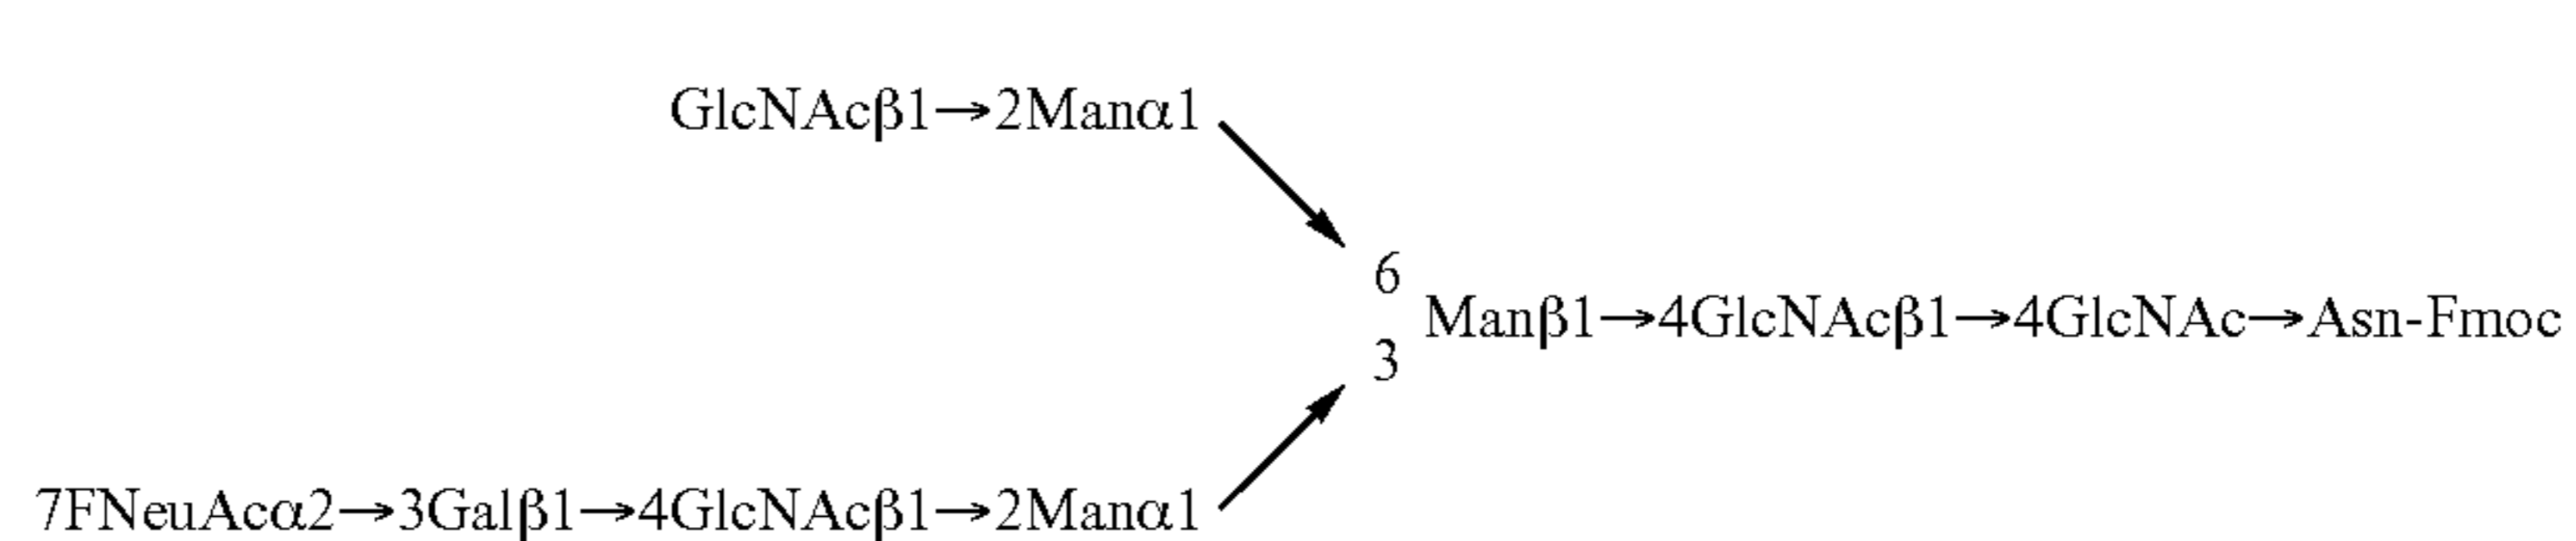 GlcNAcβ1→2Manα1
6
Manβ1→4GlcNAcβ1→4GlcNAc→Asn-Fmoc
3
7FNeuAcα2→3Galβ1→4GlcNAcβ1→2Manα1